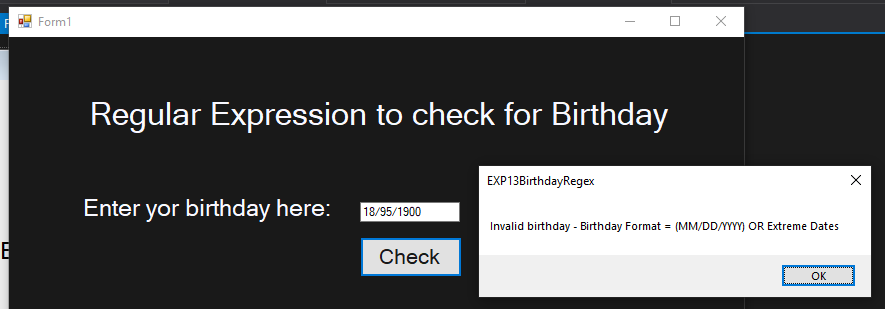 Form1
Regular Expression to check for Birthday
EXP13BirthdayRegex
Enter yor birthday here:
18/95/1900
Invalid birthday - Birthday Format = (MM/DD/YYYY) OR Extreme Dates
Check
OK